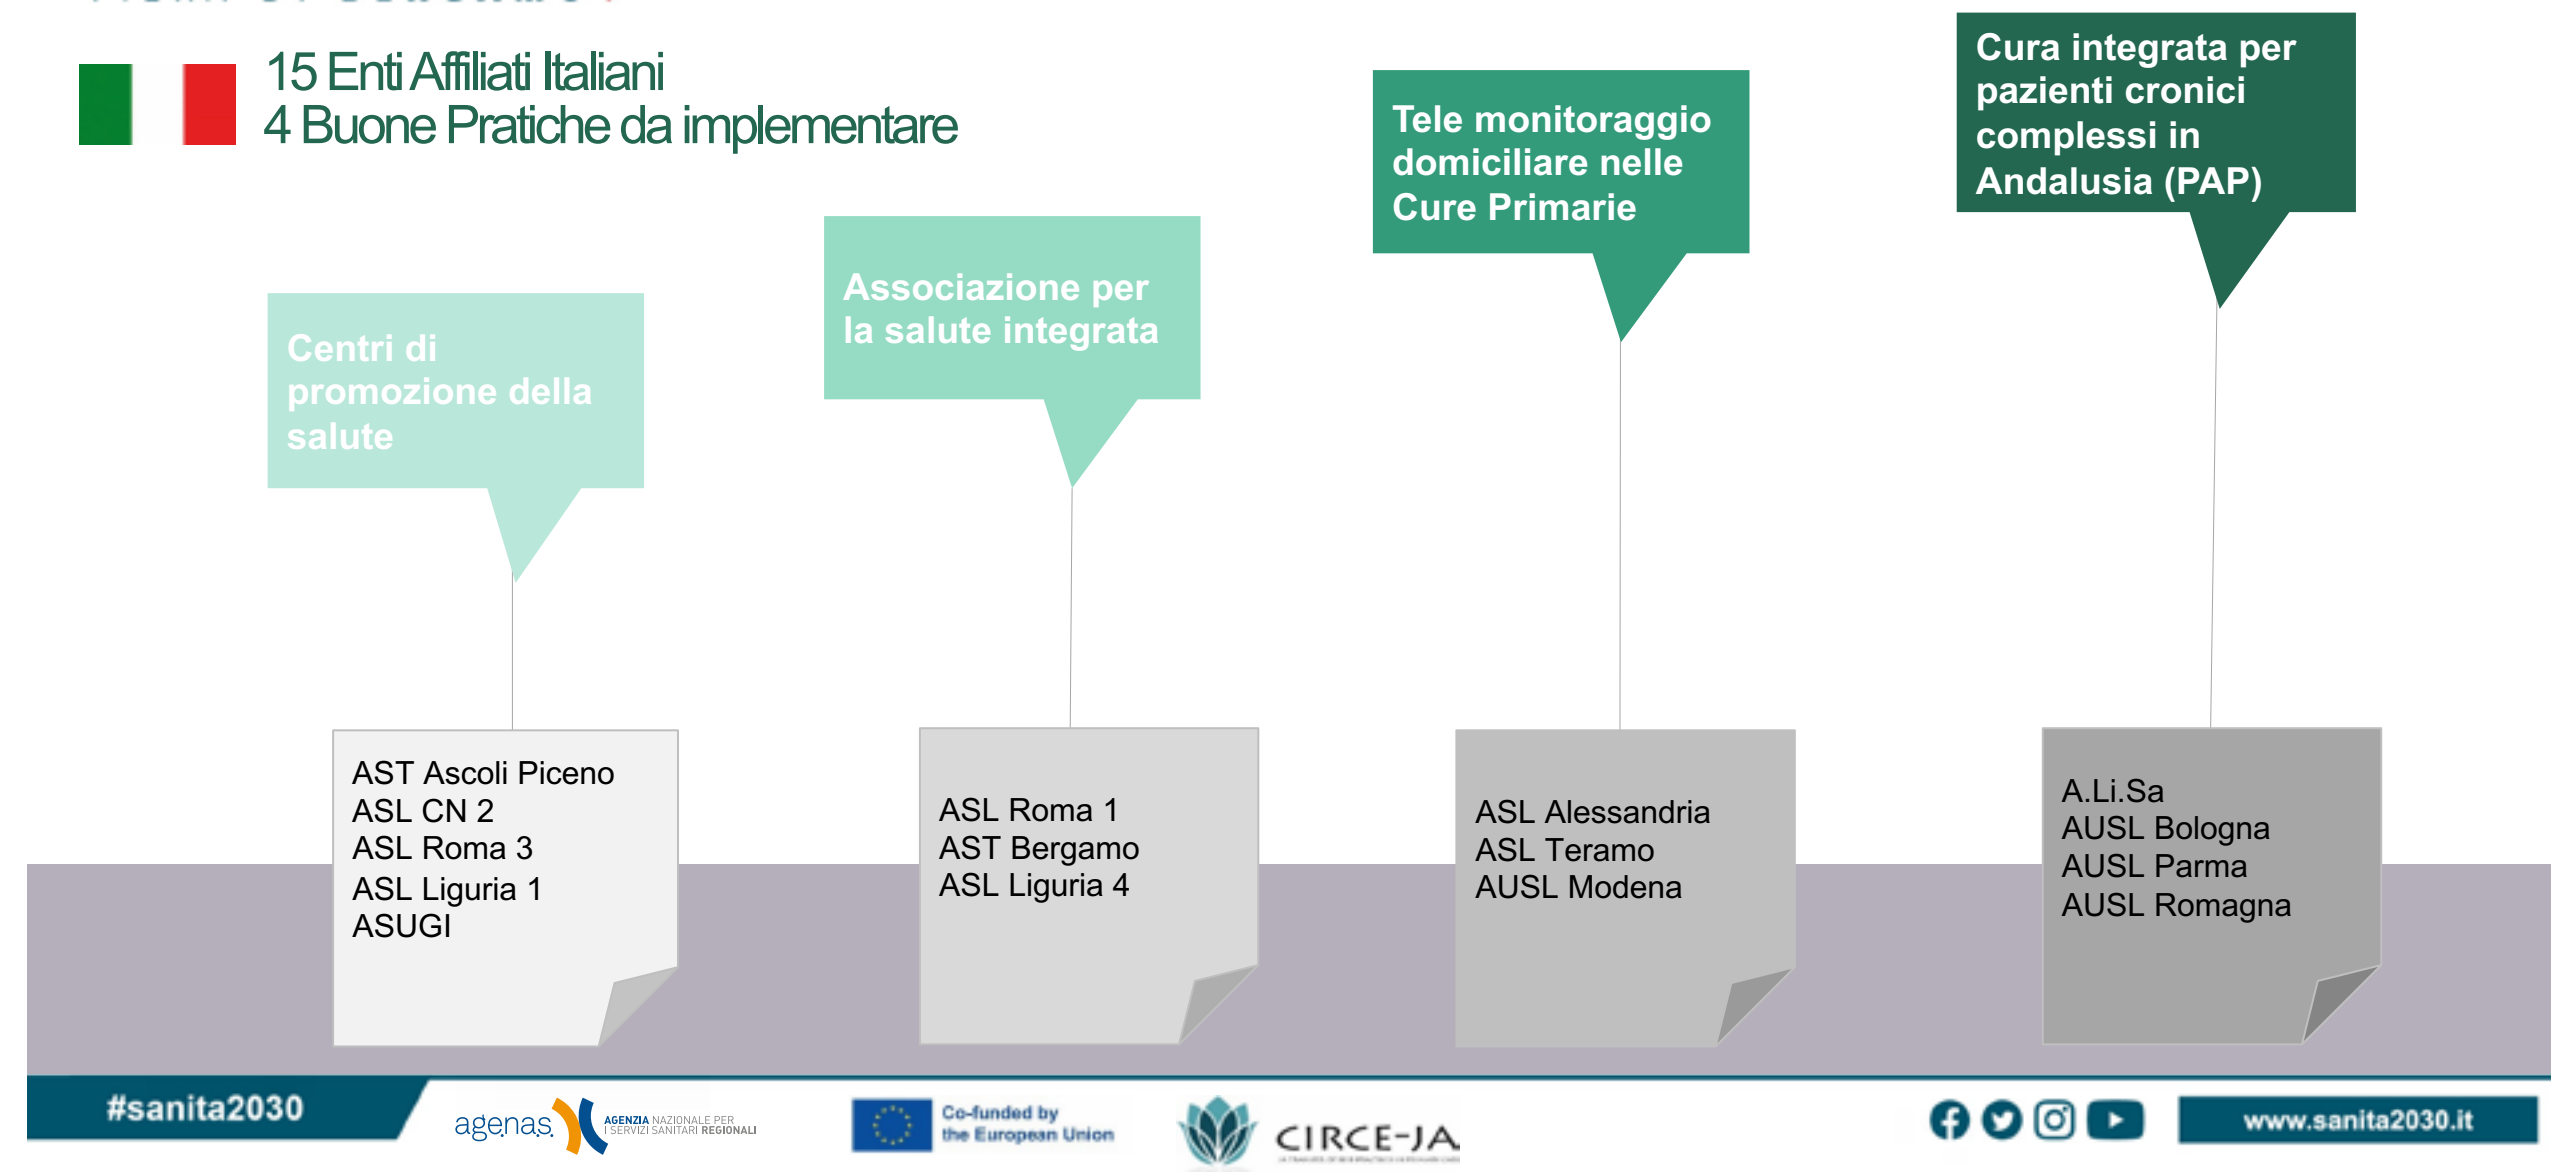 15 Enti Affiliati Italiani
4 Buone Pratiche da implementare
Centri di
promozione della
salute
Associazione per
la salute integrata
Tele monitoraggio
domiciliare nelle
Cure Primarie
Cura integrata per
pazienti cronici
complessi in
Andalusia (PAP)
AST Ascoli Piceno
ASL CN 2
ASL Roma 3
ASL Liguria 1
ASUGI
ASL Roma 1
AST Bergamo
ASL Liguria 4
ASL Alessandria
ASL Teramo
AUSL Modena
A.Li.Sa
AUSL Bologna
AUSL Parma
AUSL Romagna
#sanita2030
agenas
AGENZIA NAZIONALE PER
I SERVIZI SANITARI REGIONALI
Co-funded by
the European Union
CIRCE-JA
www.sanita2030.it